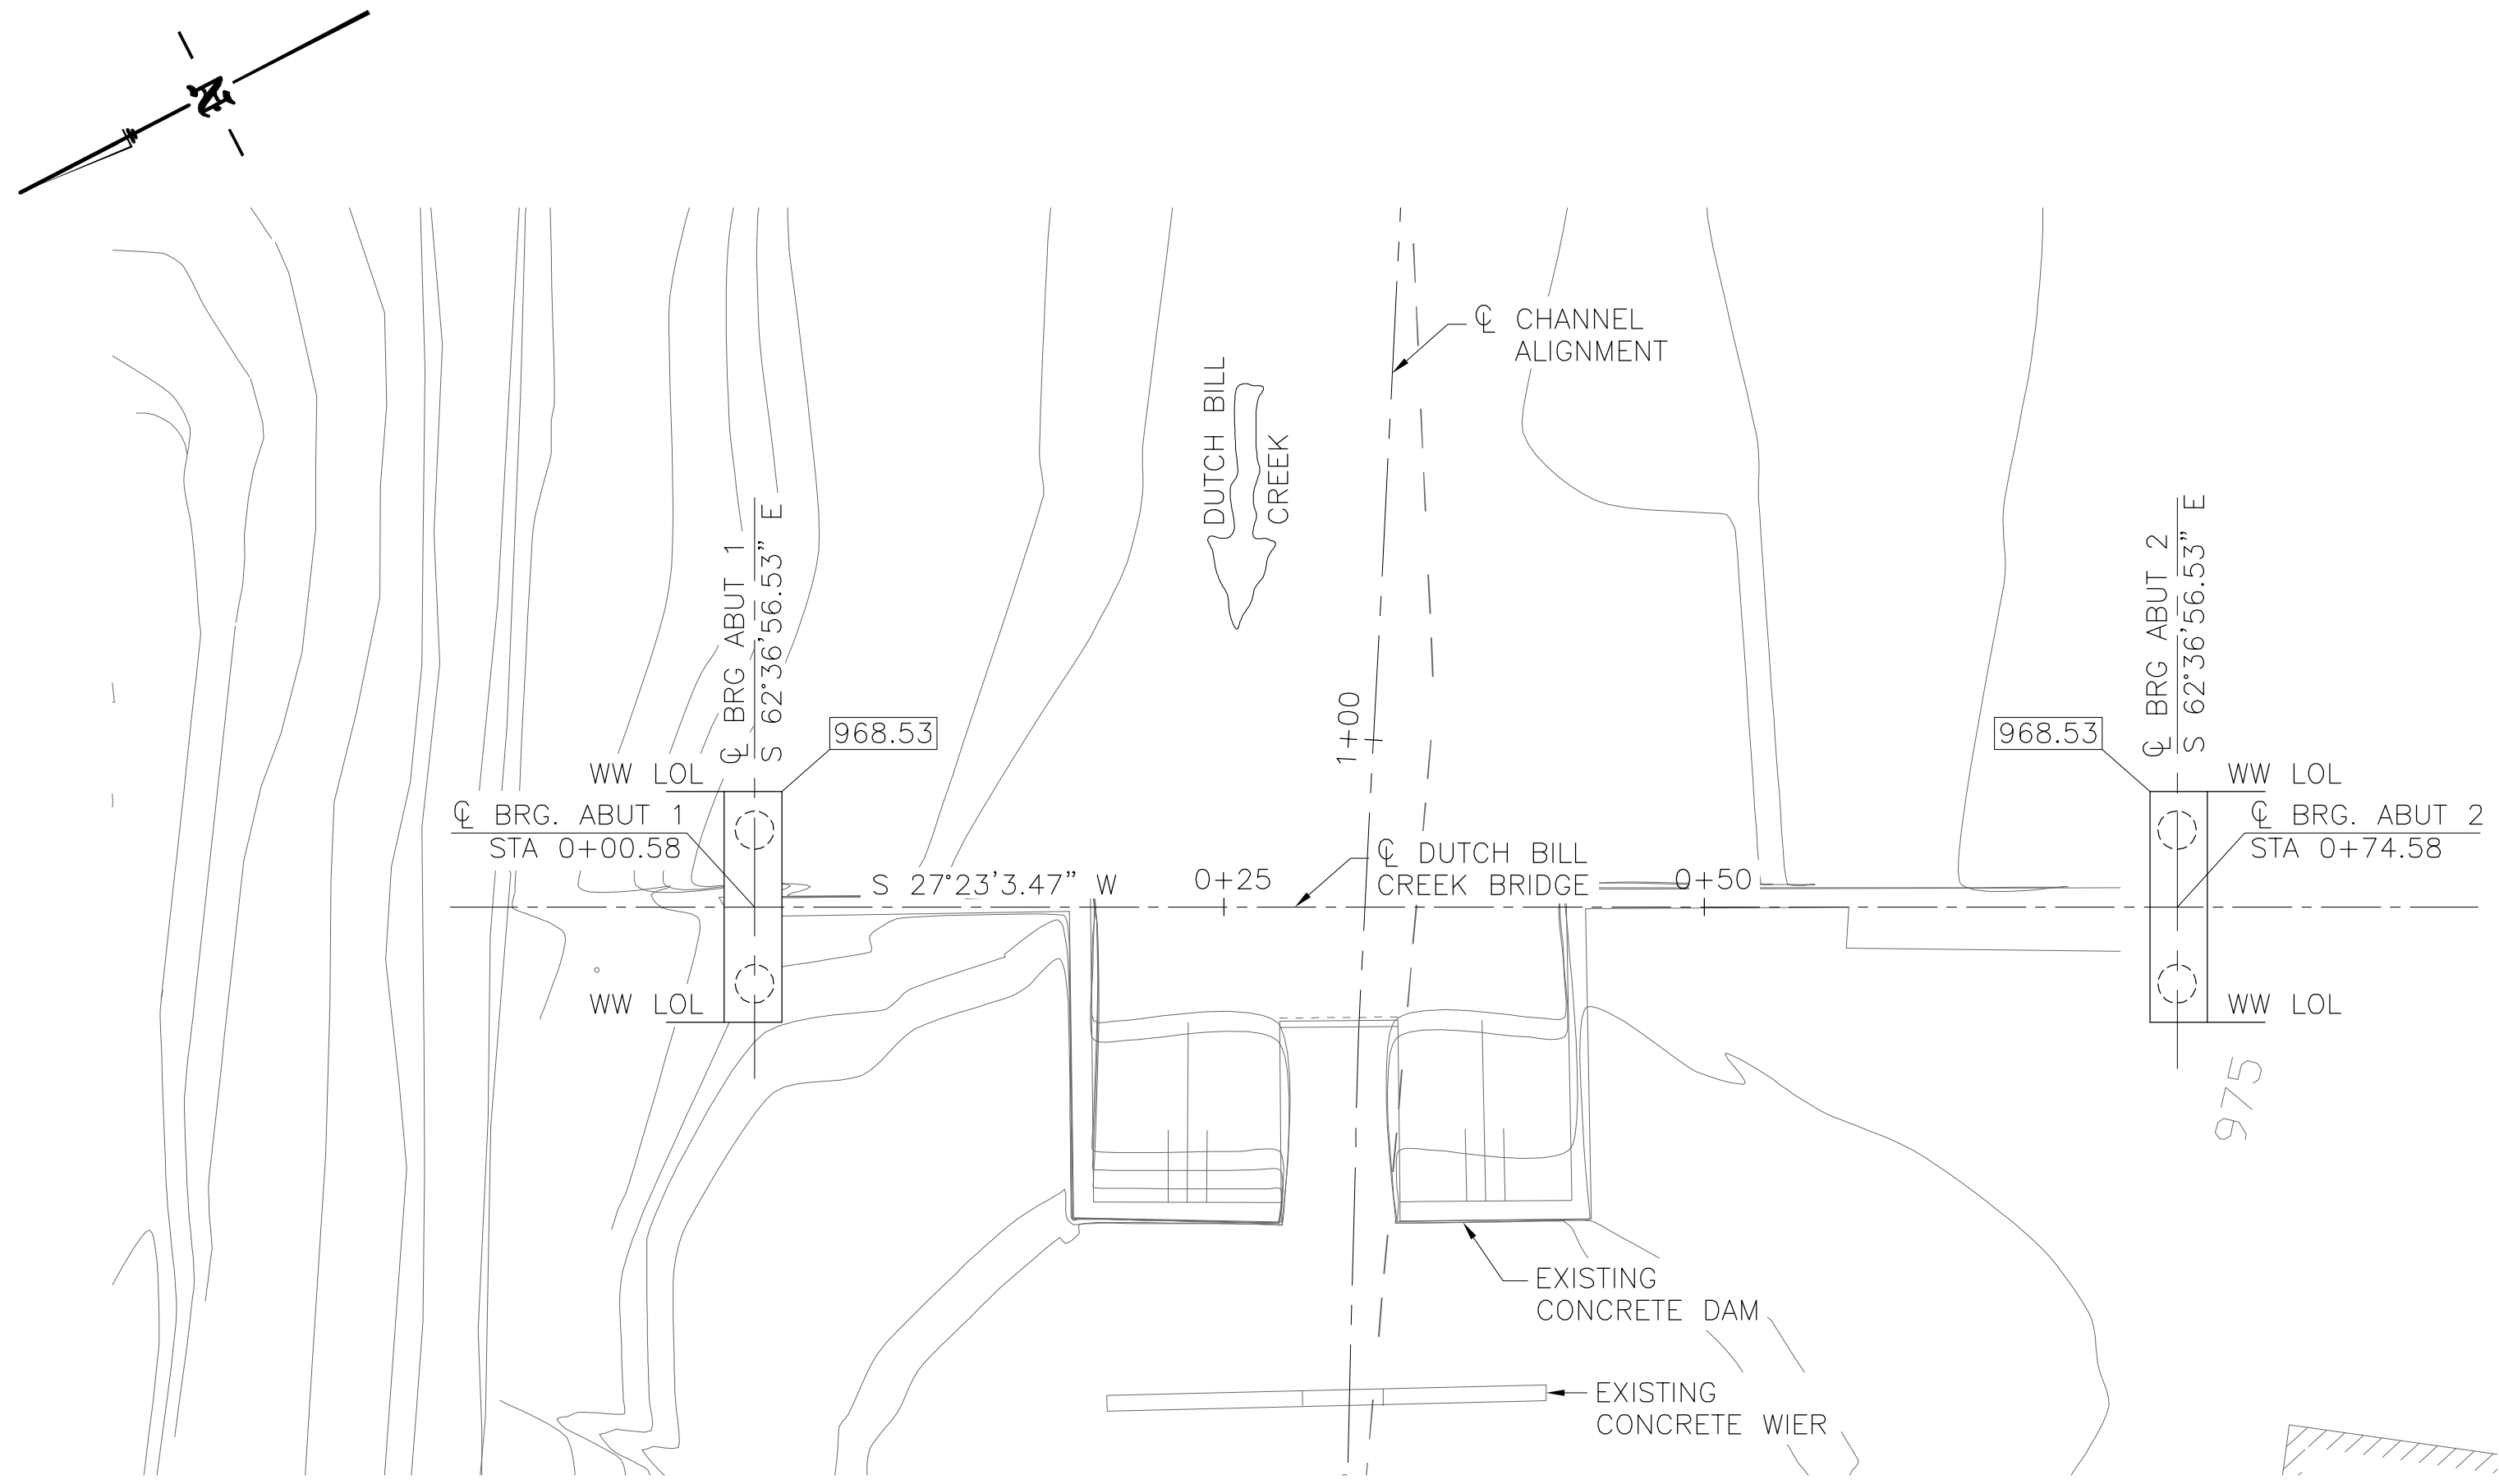 N
℄ CHANNEL
ALIGNMENT
DUTCH BILL
CREEK
℄ BRG ABUT 1
S 62°36'56.53" E
℄ BRG ABUT 2
S 62°36'56.53" E
1+00
968.53
968.53
WW LOL
WW LOL
℄ BRG. ABUT 1
STA 0+00.58
℄ BRG. ABUT 2
STA 0+74.58
℄ DUTCH BILL
CREEK BRIDGE
S 27°23'3.47" W
0+25
0+50
WW LOL
WW LOL
975
EXISTING
CONCRETE DAM
EXISTING
CONCRETE WIER